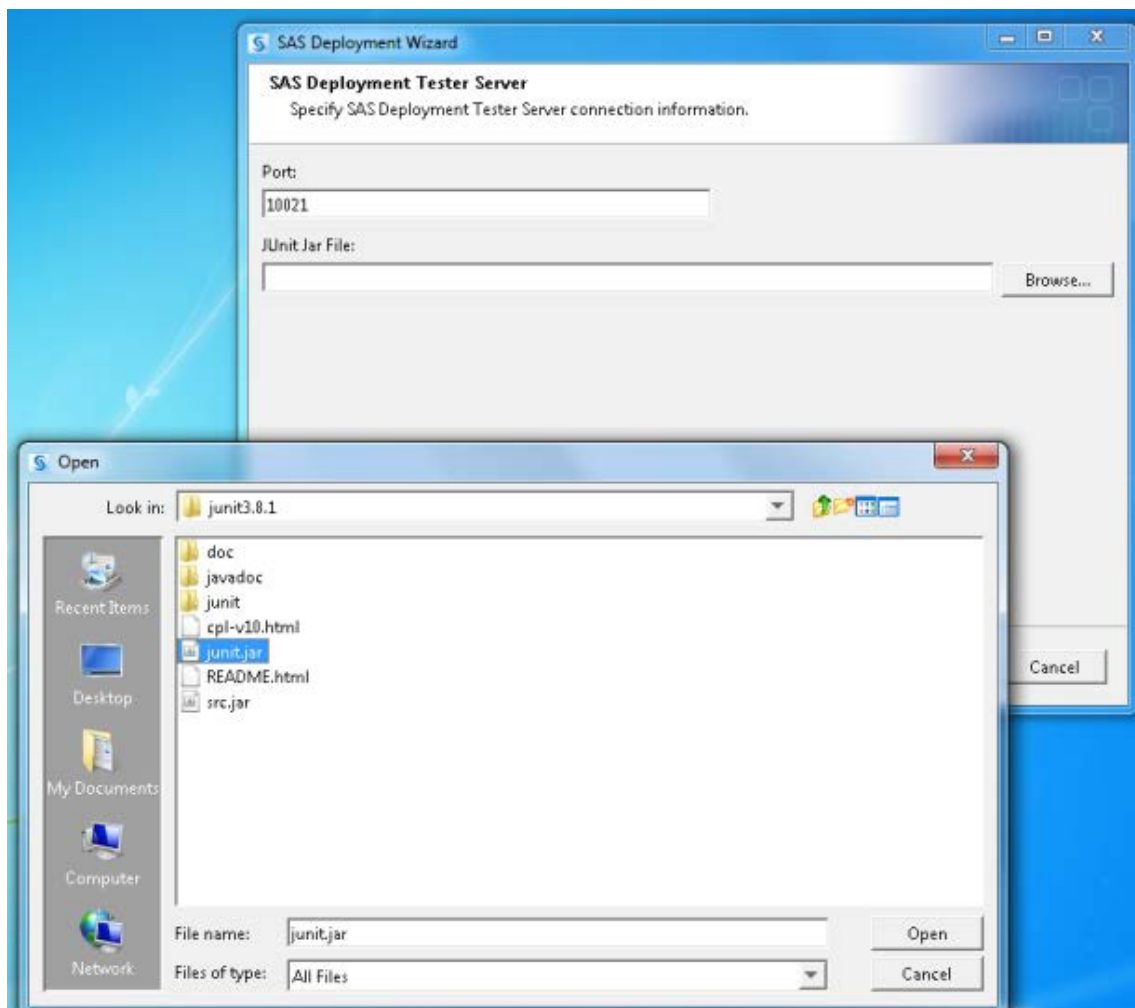 SAS Deployment Wizard
SAS Deployment Tester Server
Specify SAS Deployment Tester Server connection information.
Port:
10021
JUnit Jar File:
Browse...
Cancel
Open
Look in: junit3.8.1
Recent Items
Desktop
My Documents
Computer
Network
doc
javadoc
junit
cpl-v10.html
junit.jar
README.html
src.jar
File name: junit.jar Open
Files of type: All Files Cancel